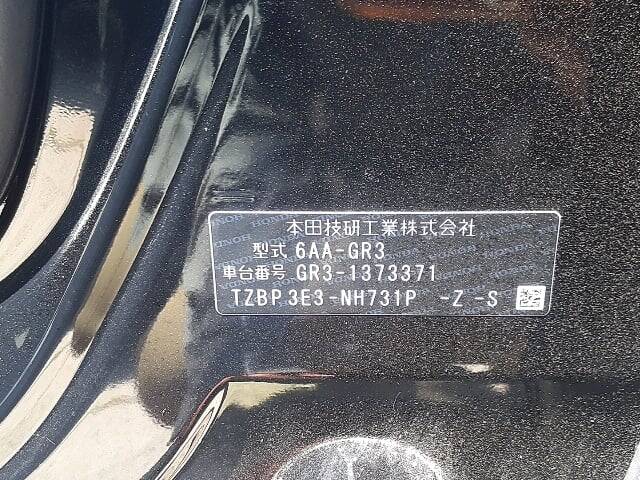 本田技研工業株式会社
型式 6AA-GR3
車台番号 GR3-1373371
TZBP 3E3-NH731P -Z -S